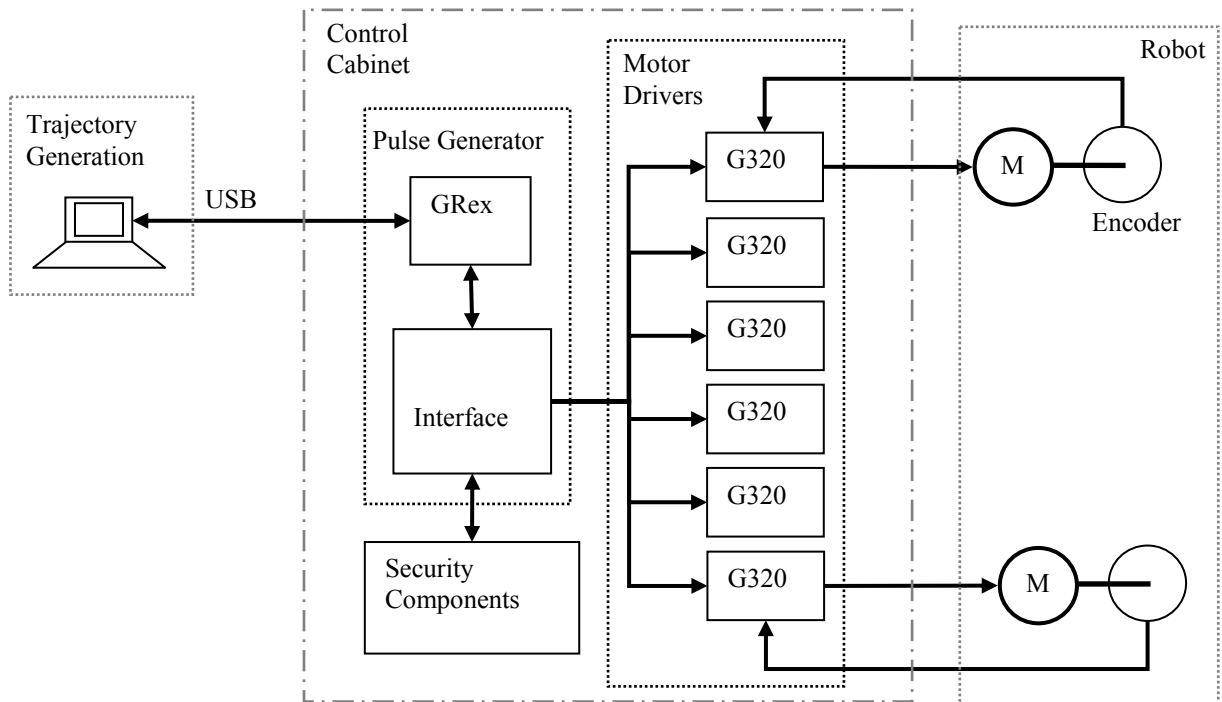 Control
Cabinet
Motor
Drivers
Robot
Trajectory
Generation
Pulse Generator
USB
GRex
G320
M
Encoder
G320
G320
Interface
G320
G320
Security
Components
G320
M